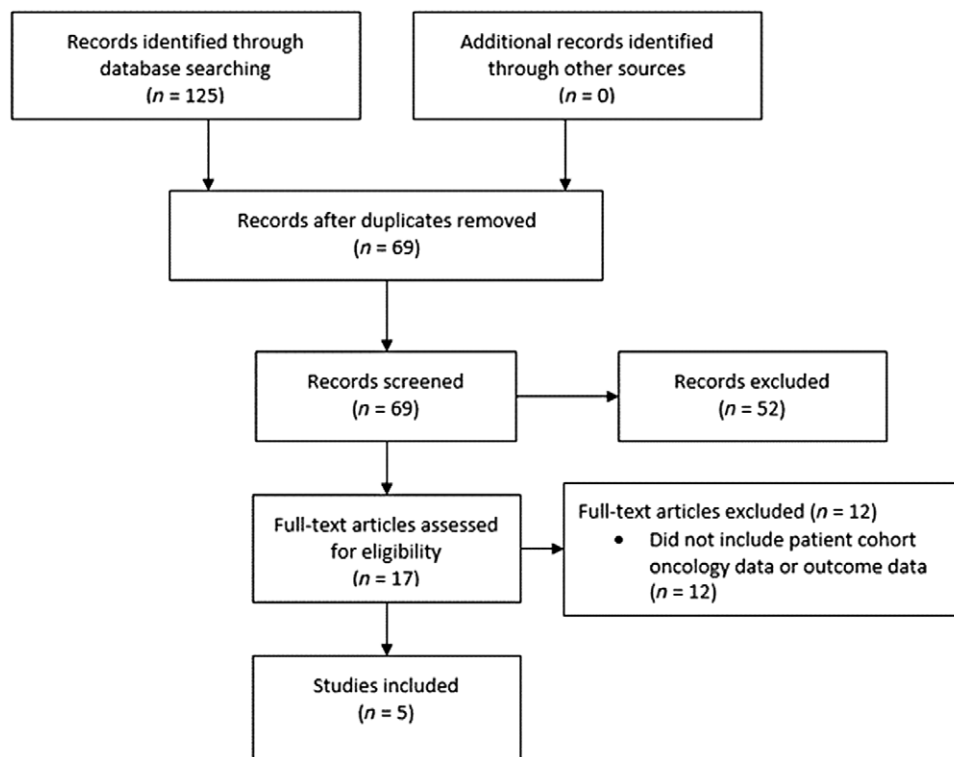 Records identified through
database searching
(n = 125)
Additional records identified
through other sources
(n = 0)
Records after duplicates removed
(n = 69)
Records screened
(n = 69)
Records excluded
(n = 52)
Full-text articles assessed
for eligibility
(n = 17)
Full-text articles excluded (n = 12)
• Did not include patient cohort
oncology data or outcome data
(n = 12)
Studies included
(n = 5)